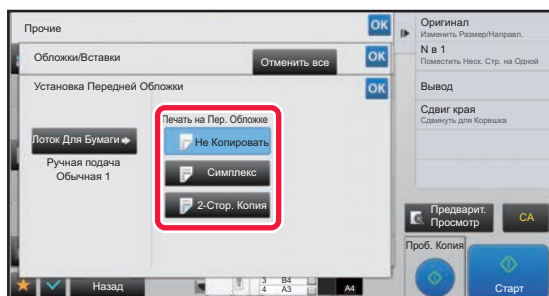 Прочие
OK
Обложки/Вставки
Отменить все
OK
Установка Передней Обложки
OK
Печать на Пер. Обложке
Лоток Для Бумаги
Ручная подача
Обычная 1
Не Копировать
Симплекс
2-Стор. Копия
Назад
3 B4
4 A3
A4
Оригинал
Изменить Размер/Направл.
N в 1
Поместить Неск. Стр. на Одной
Вывод
Сдвиг края
Сдвинуть для Корешка
Предварит.
Просмотр
CA
Проб. Копия
Старт